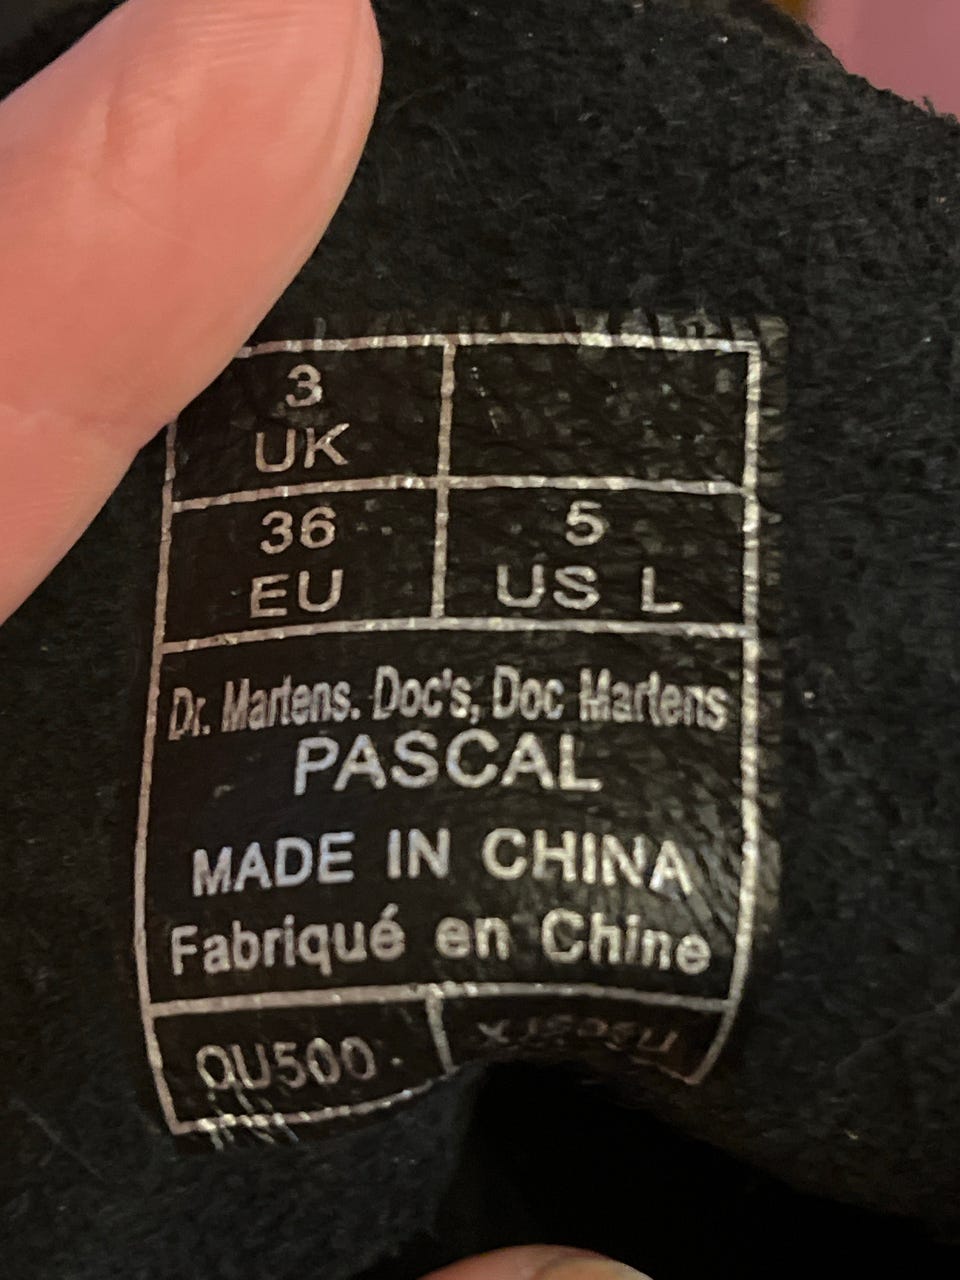 3
UK
36 5
EU US L
Dr. Martens. Doc's, Doc Martens
PASCAL
MADE IN CHINA
Fabriqué en Chine
QU500